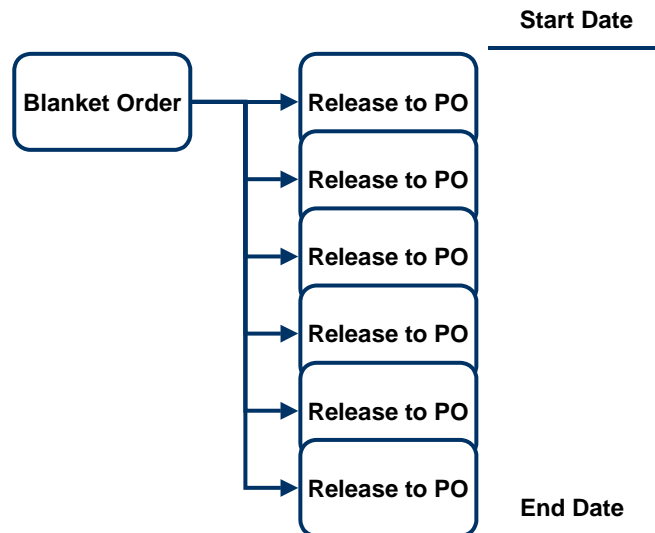 Start Date
Blanket Order
Release to PO
Release to PO
Release to PO
Release to PO
Release to PO
Release to PO
End Date